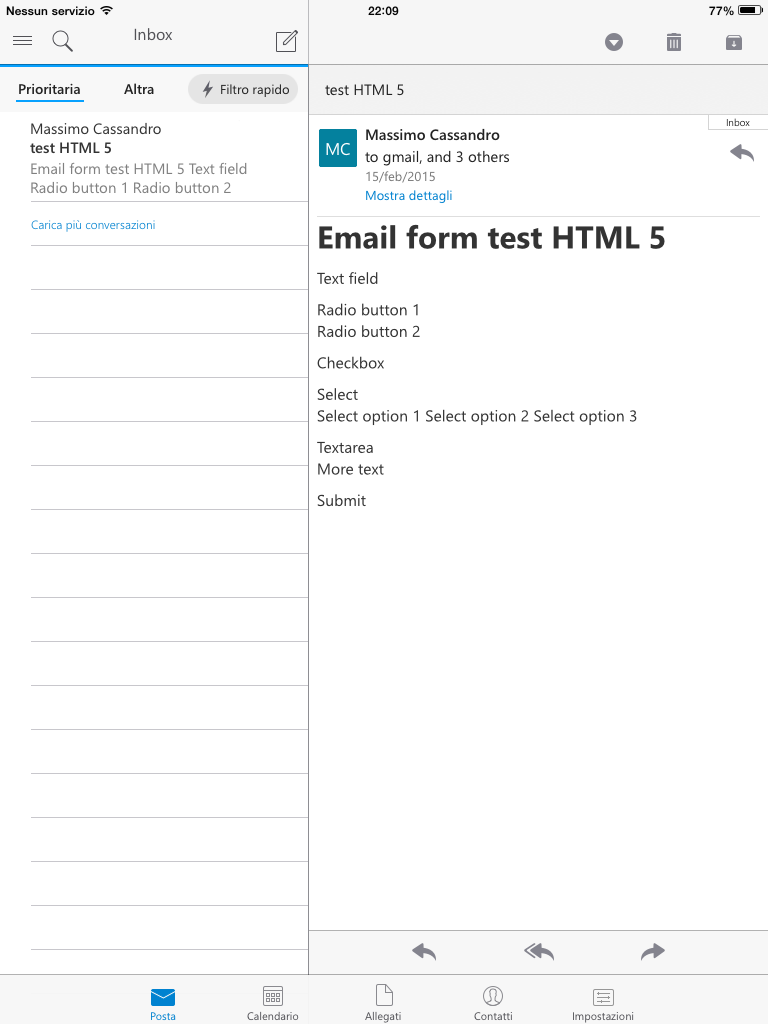 Nessun servizio
22:09
77%
Inbox
Prioritaria
Altra
Filtro rapido
Massimo Cassandro
test HTML 5
Email form test HTML 5 Text field
Radio button 1 Radio button 2
Carica più conversazioni
test HTML 5
Inbox
MC
Massimo Cassandro
to gmail, and 3 others
15/feb/2015
Mostra dettagli
Email form test HTML 5
Text field
Radio button 1
Radio button 2
Checkbox
Select
Select option 1 Select option 2 Select option 3
Textarea
More text
Submit
Posta
Calendario
Allegati
Contatti
Impostazioni